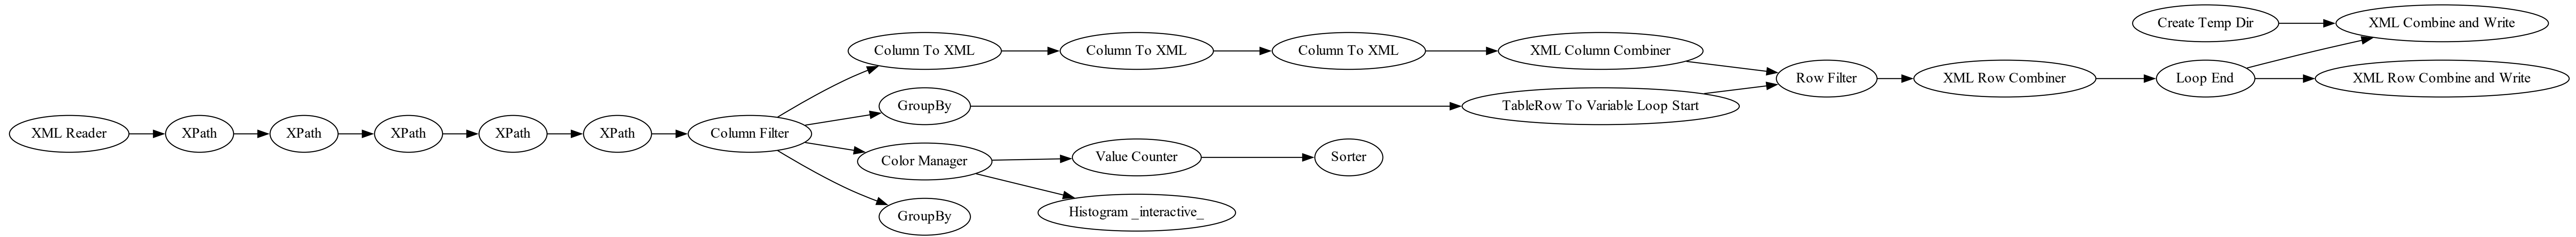 XML Reader
XPath
XPath
XPath
XPath
XPath
Column Filter
Column To XML
Column To XML
Column To XML
XML Column Combiner
GroupBy
TableRow To Variable Loop Start
Color Manager
Value Counter
Sorter
Histogram _interactive_
GroupBy
Row Filter
XML Row Combiner
Loop End
Create Temp Dir
XML Combine and Write
XML Row Combine and Write